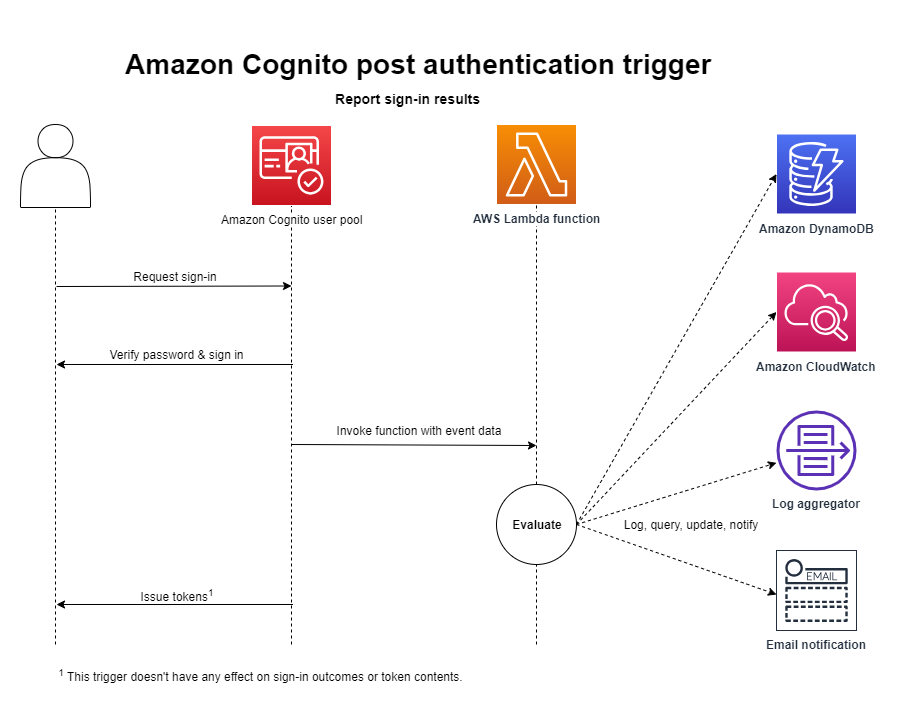 Amazon Cognito post authentication trigger
Report sign-in results
Amazon Cognito user pool
AWS Lambda function
Amazon DynamoDB
Request sign-in
Verify password & sign in
Amazon CloudWatch
Invoke function with event data
Log aggregator
Evaluate
Log, query, update, notify
EMAIL
Issue tokens¹
Email notification
¹ This trigger doesn't have any effect on sign-in outcomes or token contents.